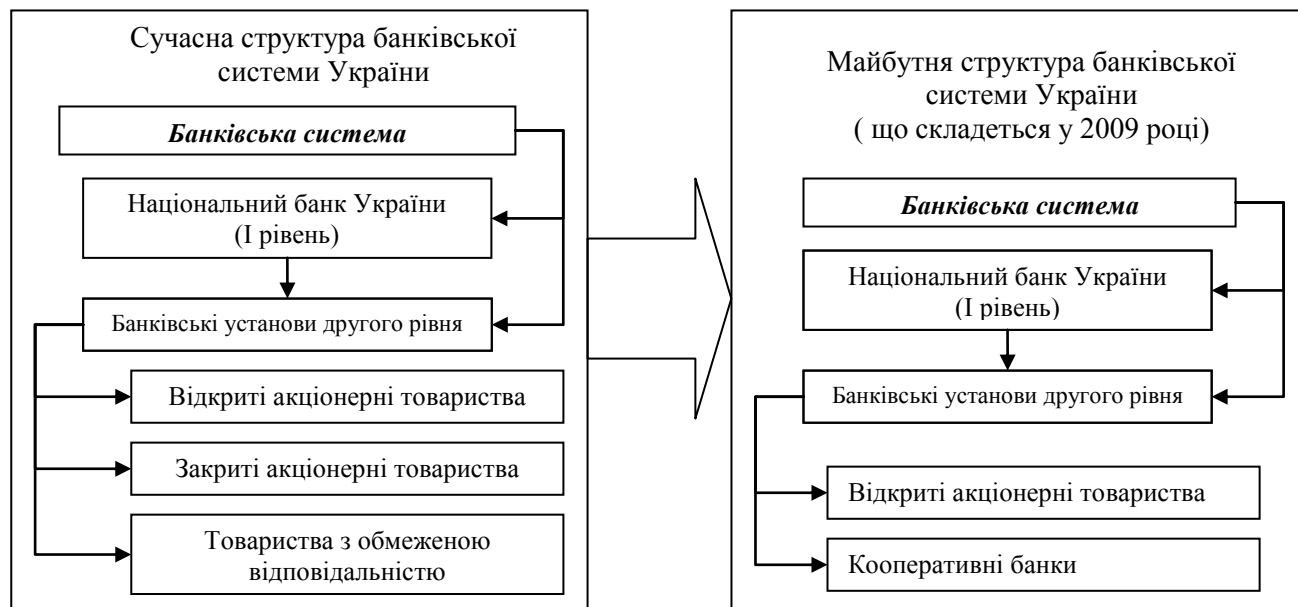 Сучасна структура банківської
системи України
Банківська система
Національний банк України
(І рівень)
Банківські установи другого рівня
Відкриті акціонерні товариства
Закриті акціонерні товариства
Товариства з обмеженою
відповідальністю
Майбутня структура банківської
системи України
( що складеться у 2009 році)
Банківська система
Національний банк України
(І рівень)
Банківські установи другого рівня
Відкриті акціонерні товариства
Кооперативні банки